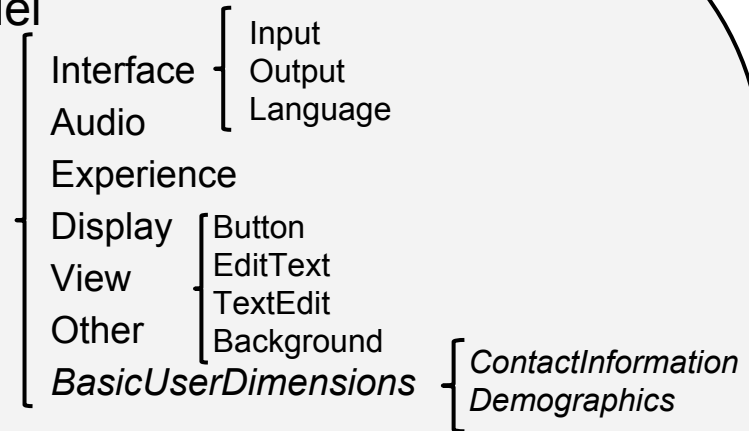 Interface
Input
Output
Language
Audio
Experience
Display
View
Other
Button
EditText
TextEdit
Background
BasicUserDimensions
ContactInformation
Demographics